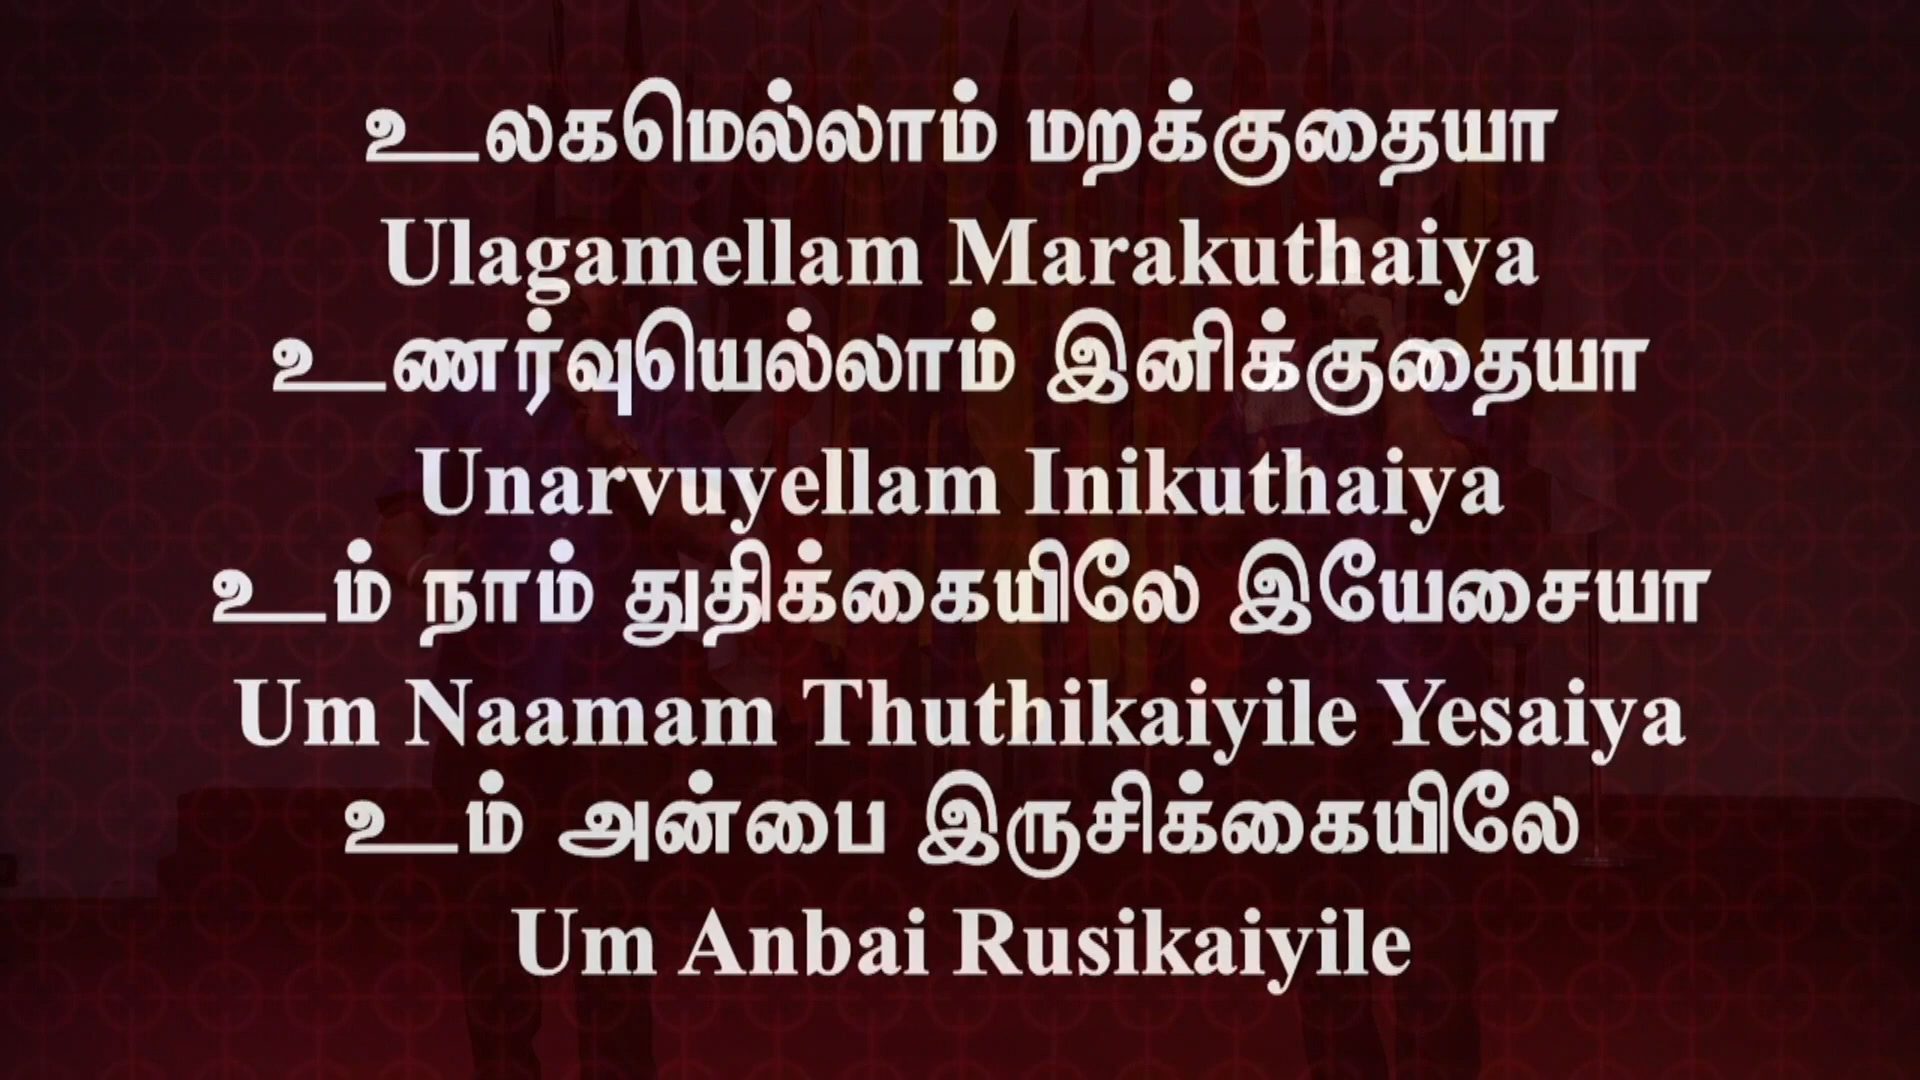 உலகமெல்லாம் மறக்குதையா
Ulagamellam Marakuthaiya
உணர்வுயெல்லாம் இனிக்குதையா
Unarvuyellam Inikuthaiya
உம் நாம் துதிக்கையிலே இயேசையா
Um Naamam Thuthikaiyile Yesaiya
உம் அன்பை இருசிக்கையிலே
Um Anbai Rusikaiyile